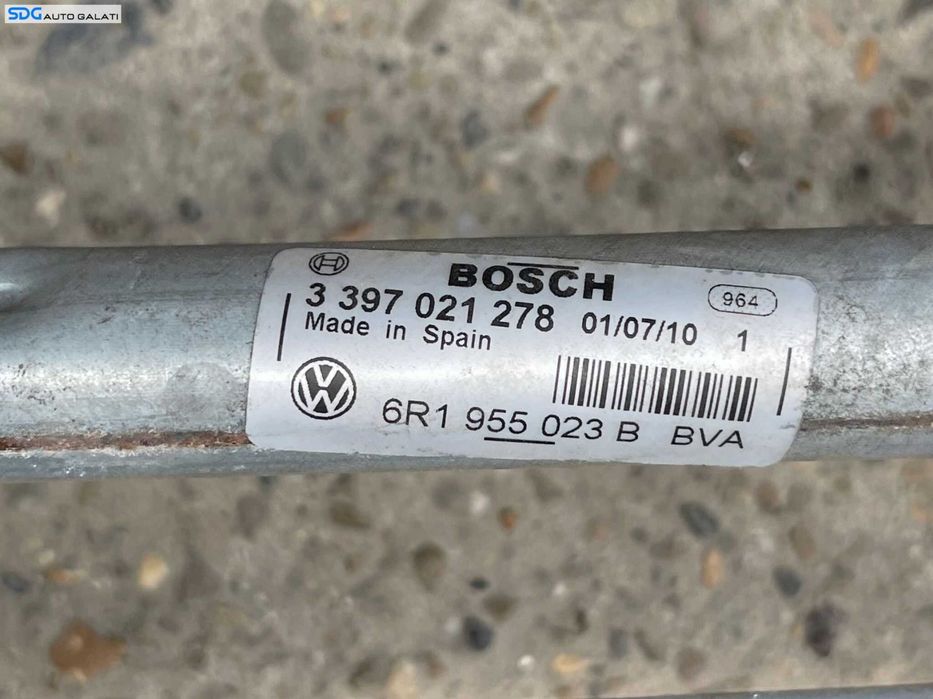 SDG AUTO GALATI
BOSCH
964
3 397 021 278 01/07/10 1
Made in Spain
6R1 955 023 B BVA